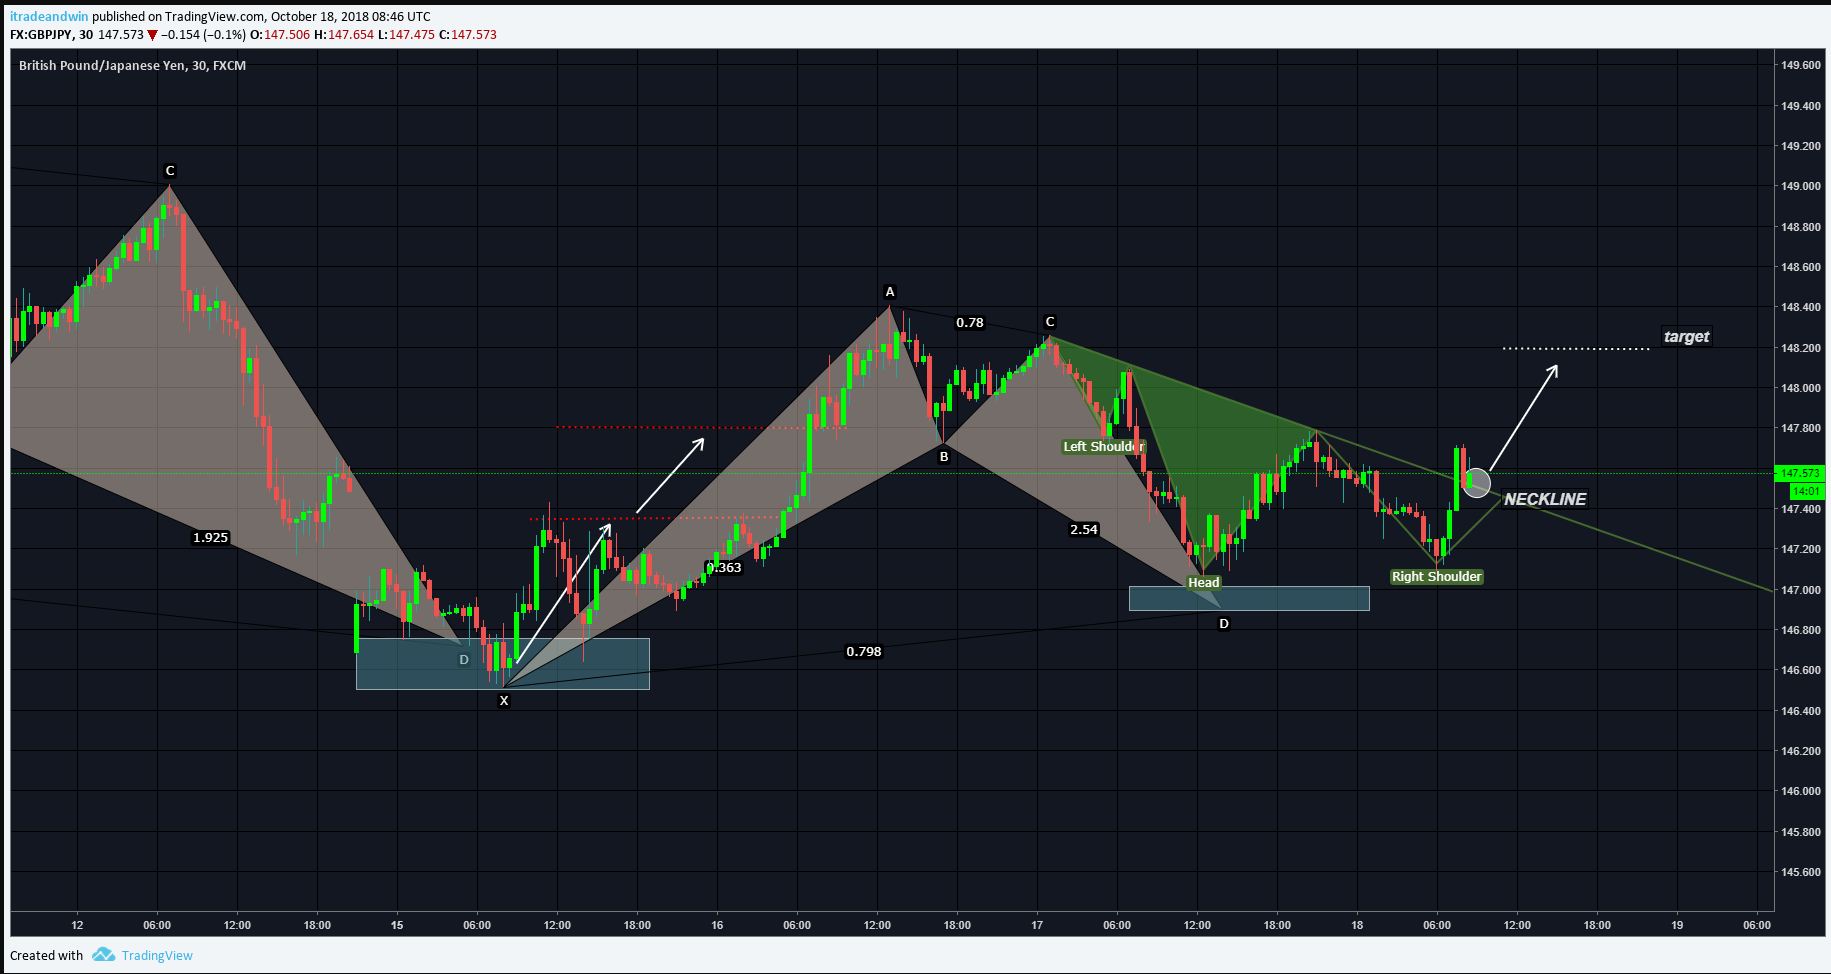 itradeandwin published on TradingView.com, October 18, 2018 08:46 UTC
FX:GBPJPY, 30 147.573 ▼ −0.154 (−0.1%) O:147.506 H:147.654 L:147.475 C:147.573
British Pound/Japanese Yen, 30, FXCM
149.600
149.400
149.200
149.000
148.800
148.600
148.400
148.200
148.000
147.800
147.573
14:01
147.400
147.200
147.000
146.800
146.600
146.400
146.200
146.000
145.800
145.600
C
A
0.78
C
target
Left Shoulder
B
NECKLINE
1.925
2.54
0.363
Head
Right Shoulder
D
0.798
D
X
12 06:00 12:00 18:00 15 06:00 12:00 18:00 16 06:00 12:00 18:00 17 06:00 12:00 18:00 18 06:00 12:00 18:00 19 06:00
Created with TradingView